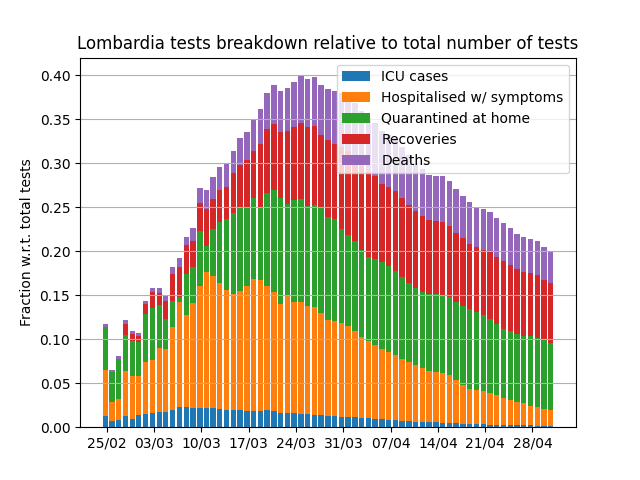 Lombardia tests breakdown relative to total number of tests
0.40
0.35
0.30
0.25
0.20
0.15
0.10
0.05
0.00
Fraction w.r.t. total tests
ICU cases
Hospitalised w/ symptoms
Quarantined at home
Recoveries
Deaths
25/02 03/03 10/03 17/03 24/03 31/03 07/04 14/04 21/04 28/04